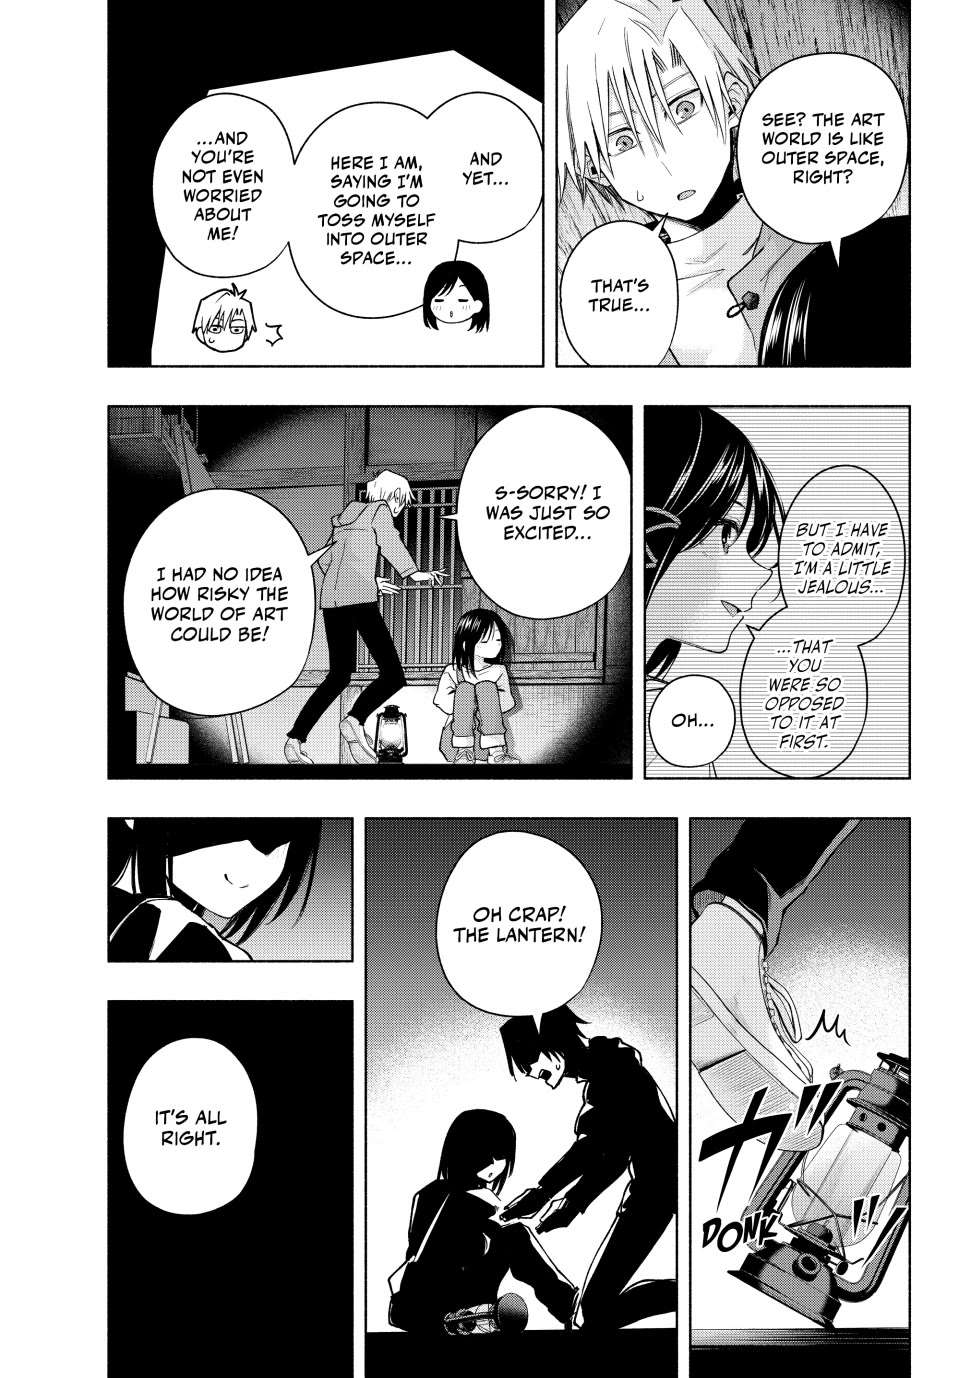 SEE? THE ART
WORLD IS LIKE
OUTER SPACE,
RIGHT?
THAT'S
TRUE...
AND
YET...
HERE I AM,
SAYING I'M
GOING TO
TOSS MYSELF
INTO OUTER
SPACE...
...AND
YOU'RE
NOT EVEN
WORRIED
ABOUT
ME!
BUT I HAVE
TO ADMIT,
I'M A LITTLE
JEALOUS...
...THAT
YOU
WERE SO
OPPOSED
TO IT AT
FIRST.
OH...
S-SORRY! I
WAS JUST SO
EXCITED...
I HAD NO IDEA
HOW RISKY THE
WORLD OF ART
COULD BE!
ガ
DONK
OH CRAP!
THE LANTERN!
IT'S ALL
RIGHT.